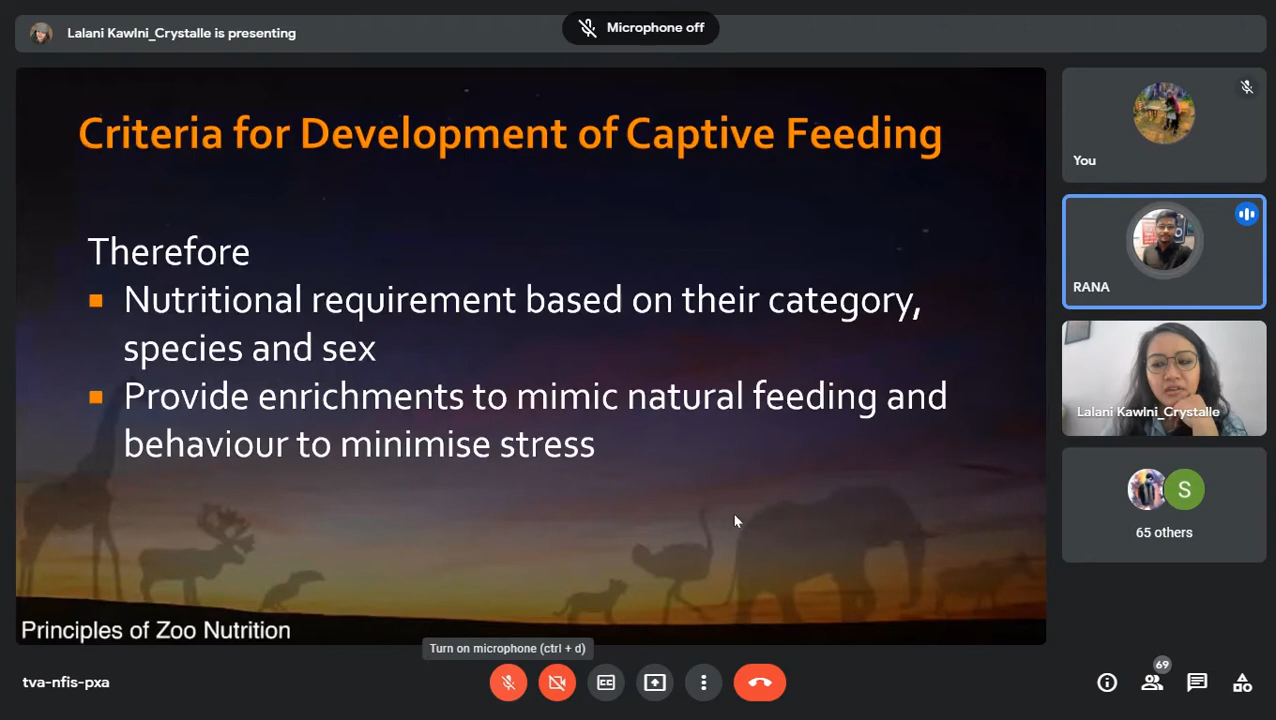 Lalani Kawlni_Crystalle is presenting
Microphone off
Criteria for Development of Captive Feeding
Therefore
Nutritional requirement based on their category,
species and sex
Provide enrichments to mimic natural feeding and
behaviour to minimise stress
Principles of Zoo Nutrition
You
RANA
Lalani Kawlni_Crystalle
S
65 others
Turn on microphone (ctrl + d)
tva-nfis-pxa
CC
69